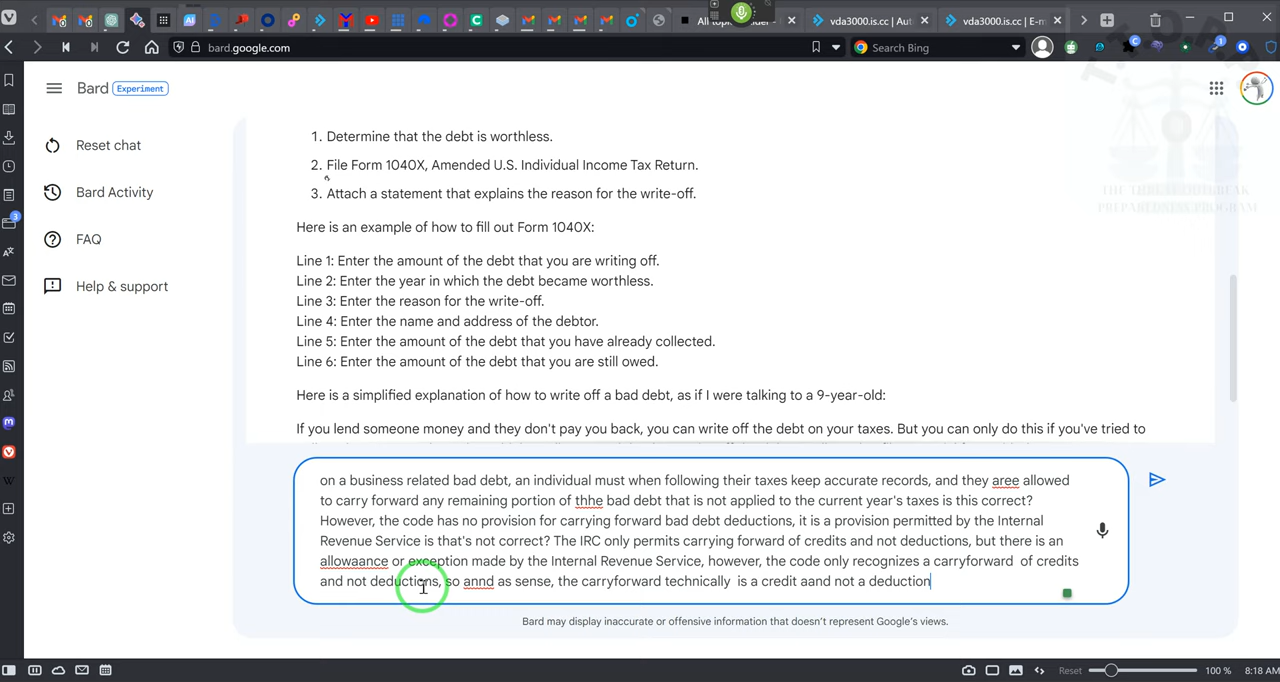 All to
vda3000.is.cc | Aut
vda3000.is.cc | E-m
bard.google.com
Search Bing
Bard Experiment
Reset chat
Bard Activity
FAQ
Help & support
1. Determine that the debt is worthless.
2. File Form 1040X, Amended U.S. Individual Income Tax Return.
3. Attach a statement that explains the reason for the write-off.
Here is an example of how to fill out Form 1040X:
Line 1: Enter the amount of the debt that you are writing off.
Line 2: Enter the year in which the debt became worthless.
Line 3: Enter the reason for the write-off.
Line 4: Enter the name and address of the debtor.
Line 5: Enter the amount of the debt that you have already collected.
Line 6: Enter the amount of the debt that you are still owed.
Here is a simplified explanation of how to write off a bad debt, as if I were talking to a 9-year-old:
If you lend someone money and they don't pay you back, you can write off the debt on your taxes. But you can only do this if you've tried to
on a business related bad debt, an individual must when following their taxes keep accurate records, and they aree allowed
to carry forward any remaining portion of thhe bad debt that is not applied to the current year's taxes is this correct?
However, the code has no provision for carrying forward bad debt deductions, it is a provision permitted by the Internal
Revenue Service is that's not correct? The IRC only permits carrying forward of credits and not deductions, but there is an
allowaance or exception made by the Internal Revenue Service, however, the code only recognizes a carryforward of credits
and not deductions, so annd as sense, the carryforward technically is a credit aand not a deduction
Bard may display inaccurate or offensive information that doesn't represent Google's views.
Reset
100 %
8:18 AM